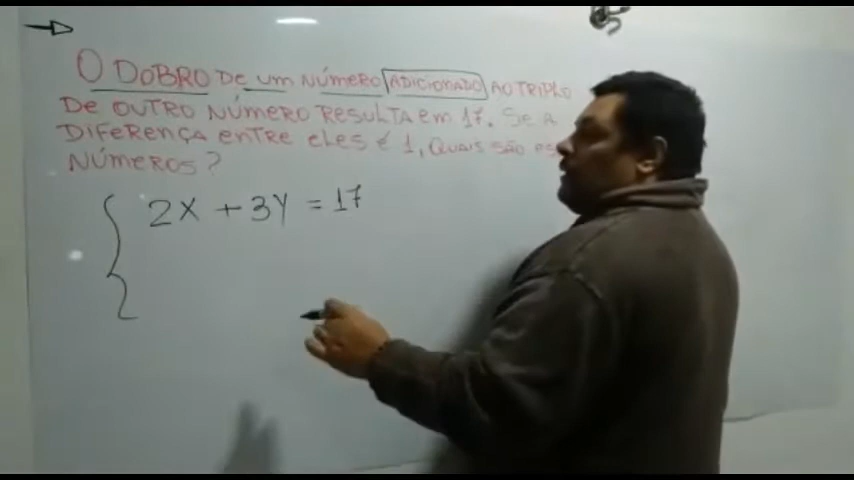 O DOBRO DE um NÚMERO ADICIONADO AO TRIPLO
DE OUTRO NÚMERO RESULTA em 17. Se A
DIFERENÇA entre eles é 1, QUAIS SÃO
NÚMEROS?
2X + 3Y = 17